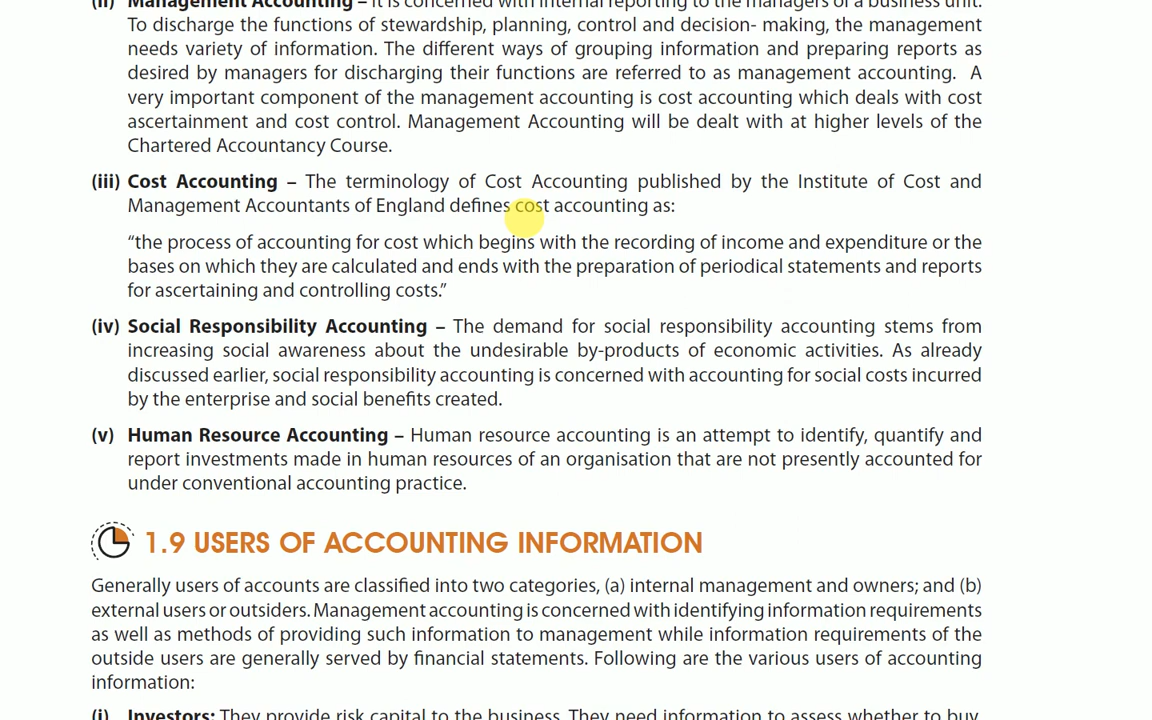 (ii) Management Accounting – It is concerned with internal reporting to the managers of a business unit.
To discharge the functions of stewardship, planning, control and decision- making, the management
needs variety of information. The different ways of grouping information and preparing reports as
desired by managers for discharging their functions are referred to as management accounting. A
very important component of the management accounting is cost accounting which deals with cost
ascertainment and cost control. Management Accounting will be dealt with at higher levels of the
Chartered Accountancy Course.
(iii) Cost Accounting – The terminology of Cost Accounting published by the Institute of Cost and
Management Accountants of England defines cost accounting as:
“the process of accounting for cost which begins with the recording of income and expenditure or the
bases on which they are calculated and ends with the preparation of periodical statements and reports
for ascertaining and controlling costs.”
(iv) Social Responsibility Accounting – The demand for social responsibility accounting stems from
increasing social awareness about the undesirable by-products of economic activities. As already
discussed earlier, social responsibility accounting is concerned with accounting for social costs incurred
by the enterprise and social benefits created.
(v) Human Resource Accounting – Human resource accounting is an attempt to identify, quantify and
report investments made in human resources of an organisation that are not presently accounted for
under conventional accounting practice.
1.9 USERS OF ACCOUNTING INFORMATION
Generally users of accounts are classified into two categories, (a) internal management and owners; and (b)
external users or outsiders. Management accounting is concerned with identifying information requirements
as well as methods of providing such information to management while information requirements of the
outside users are generally served by financial statements. Following are the various users of accounting
information:
(i) Investors: They provide risk capital to the business. They need information to assess whether to buy,